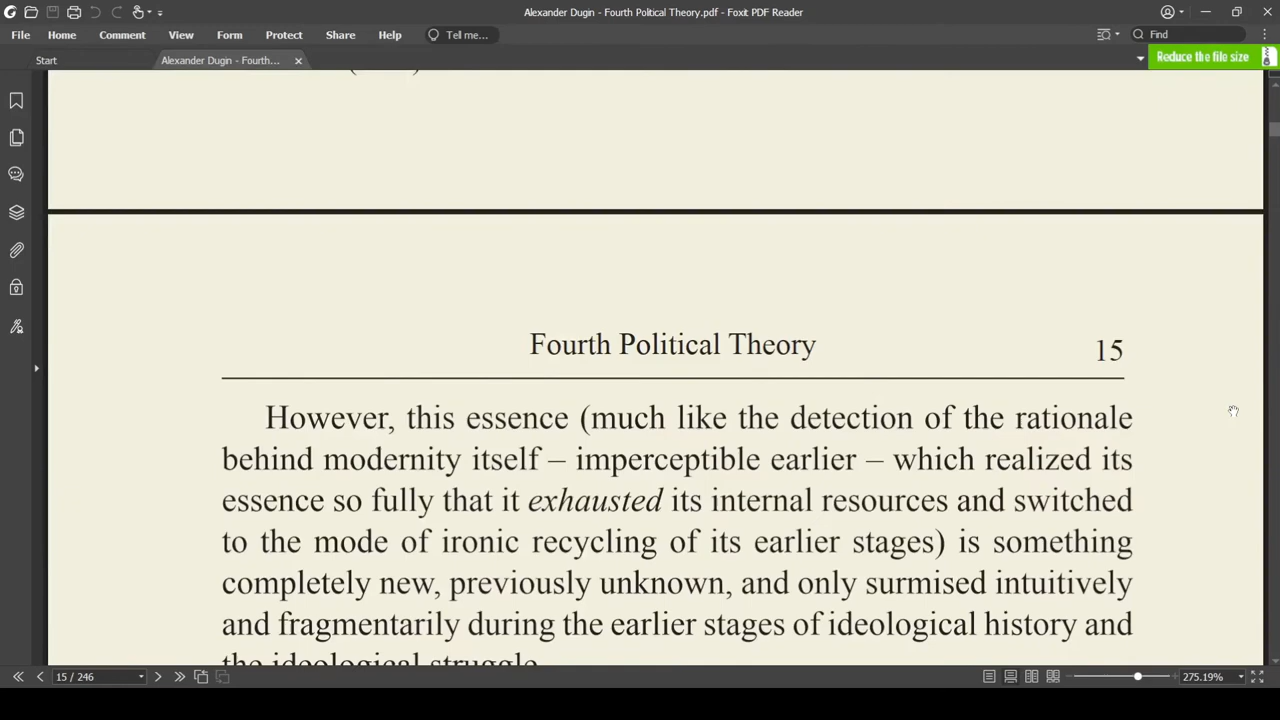 Alexander Dugin - Fourth Polatical Theory.pdf - Foxit PDF Reader
File Home Comment View Form Protect Share Help Tell me... Find
Start Alexander Dugin - Fourth... Reduce the file size
Fourth Political Theory 15
However, this essence (much like the detection of the rationale
behind modernity itself – imperceptible earlier – which realized its
essence so fully that it exhausted its internal resources and switched
to the mode of ironic recycling of its earlier stages) is something
completely new, previously unknown, and only surmised intuitively
and fragmentarily during the earlier stages of ideological history and
the ideological struggle.
15 / 246 275.19%